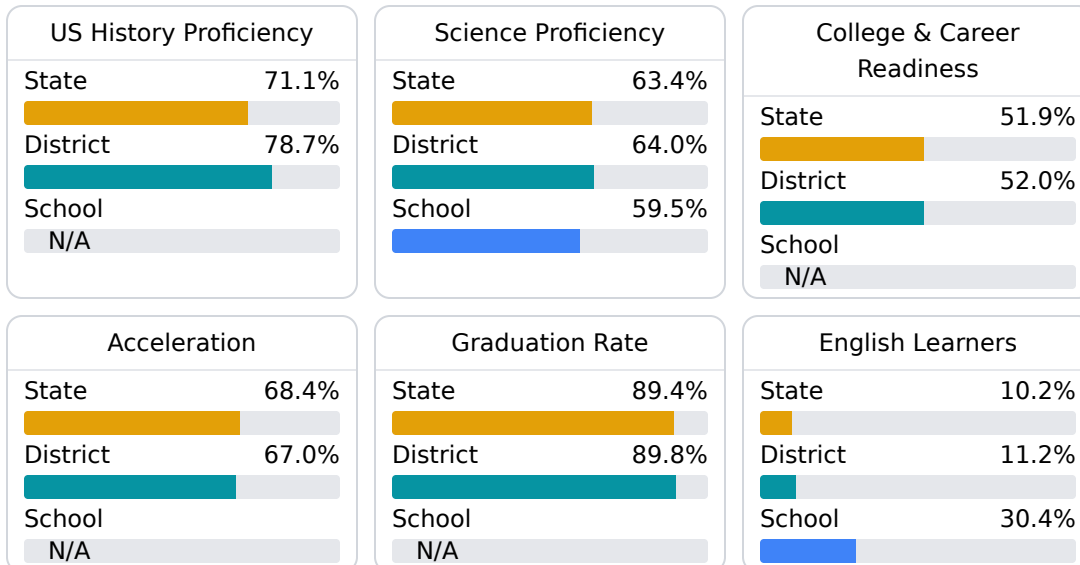 US History Proficiency
State 71.1%
District 78.7%
School
N/A
Science Proficiency
State 63.4%
District 64.0%
School 59.5%
College & Career
Readiness
State 51.9%
District 52.0%
School
N/A
Acceleration
State 68.4%
District 67.0%
School
N/A
Graduation Rate
State 89.4%
District 89.8%
School
N/A
English Learners
State 10.2%
District 11.2%
School 30.4%